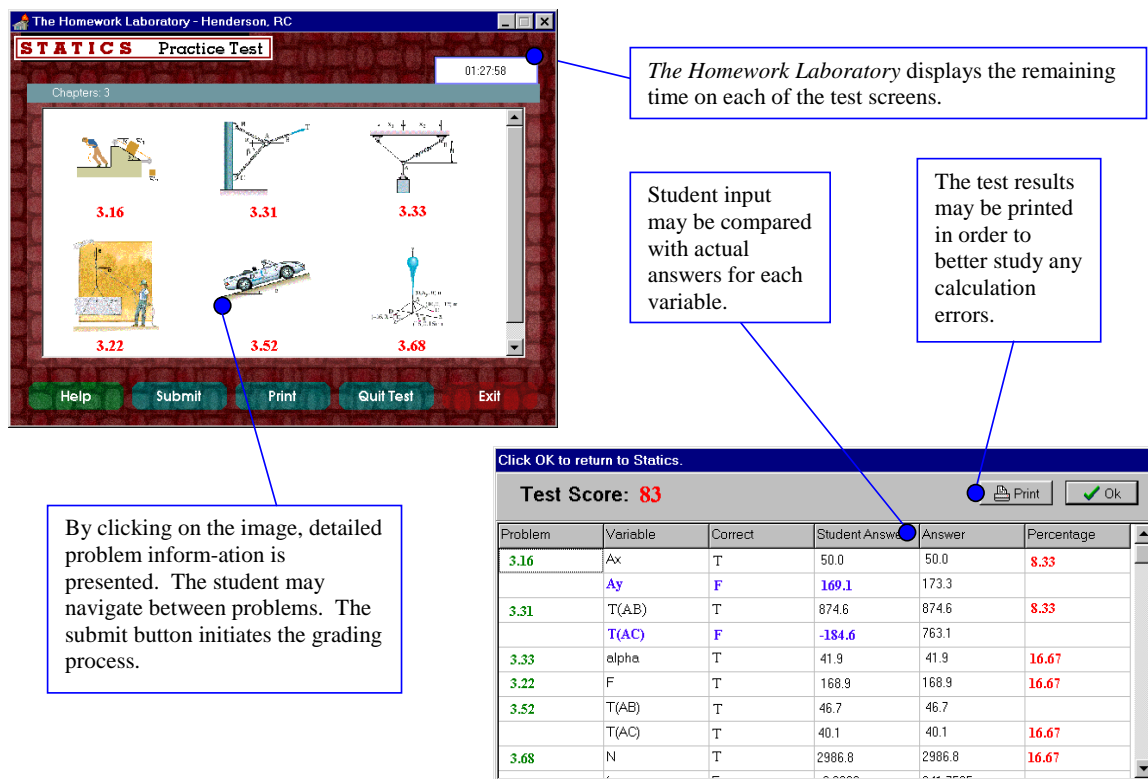 The Homework Laboratory - Henderson, RC
STATICS Practice Test
01:27:58
Chapters: 3
3.16 3.31 3.33
3.22 3.52 3.68
Help Submit Print Quit Test Exit
The Homework Laboratory displays the remaining
time on each of the test screens.
Student input
may be compared
with actual
answers for each
variable.
The test results
may be printed
in order to
better study any
calculation
errors.
By clicking on the image, detailed
problem inform-ation is
presented. The student may
navigate between problems. The
submit button initiates the grading
process.
Click OK to return to Statics.
Test Score: 83 Print Ok
Problem Variable Correct Student Answe Answer Percentage
3.16 Ax T 50.0 50.0 8.33
Ay F 169.1 173.3
3.31 T(AB) T 874.6 874.6 8.33
T(AC) F -184.6 763.1
3.33 alpha T 41.9 41.9 16.67
3.22 F T 168.9 168.9 16.67
3.52 T(AB) T 46.7 46.7
T(AC) T 40.1 40.1 16.67
3.68 N T 2986.8 2986.8 16.67